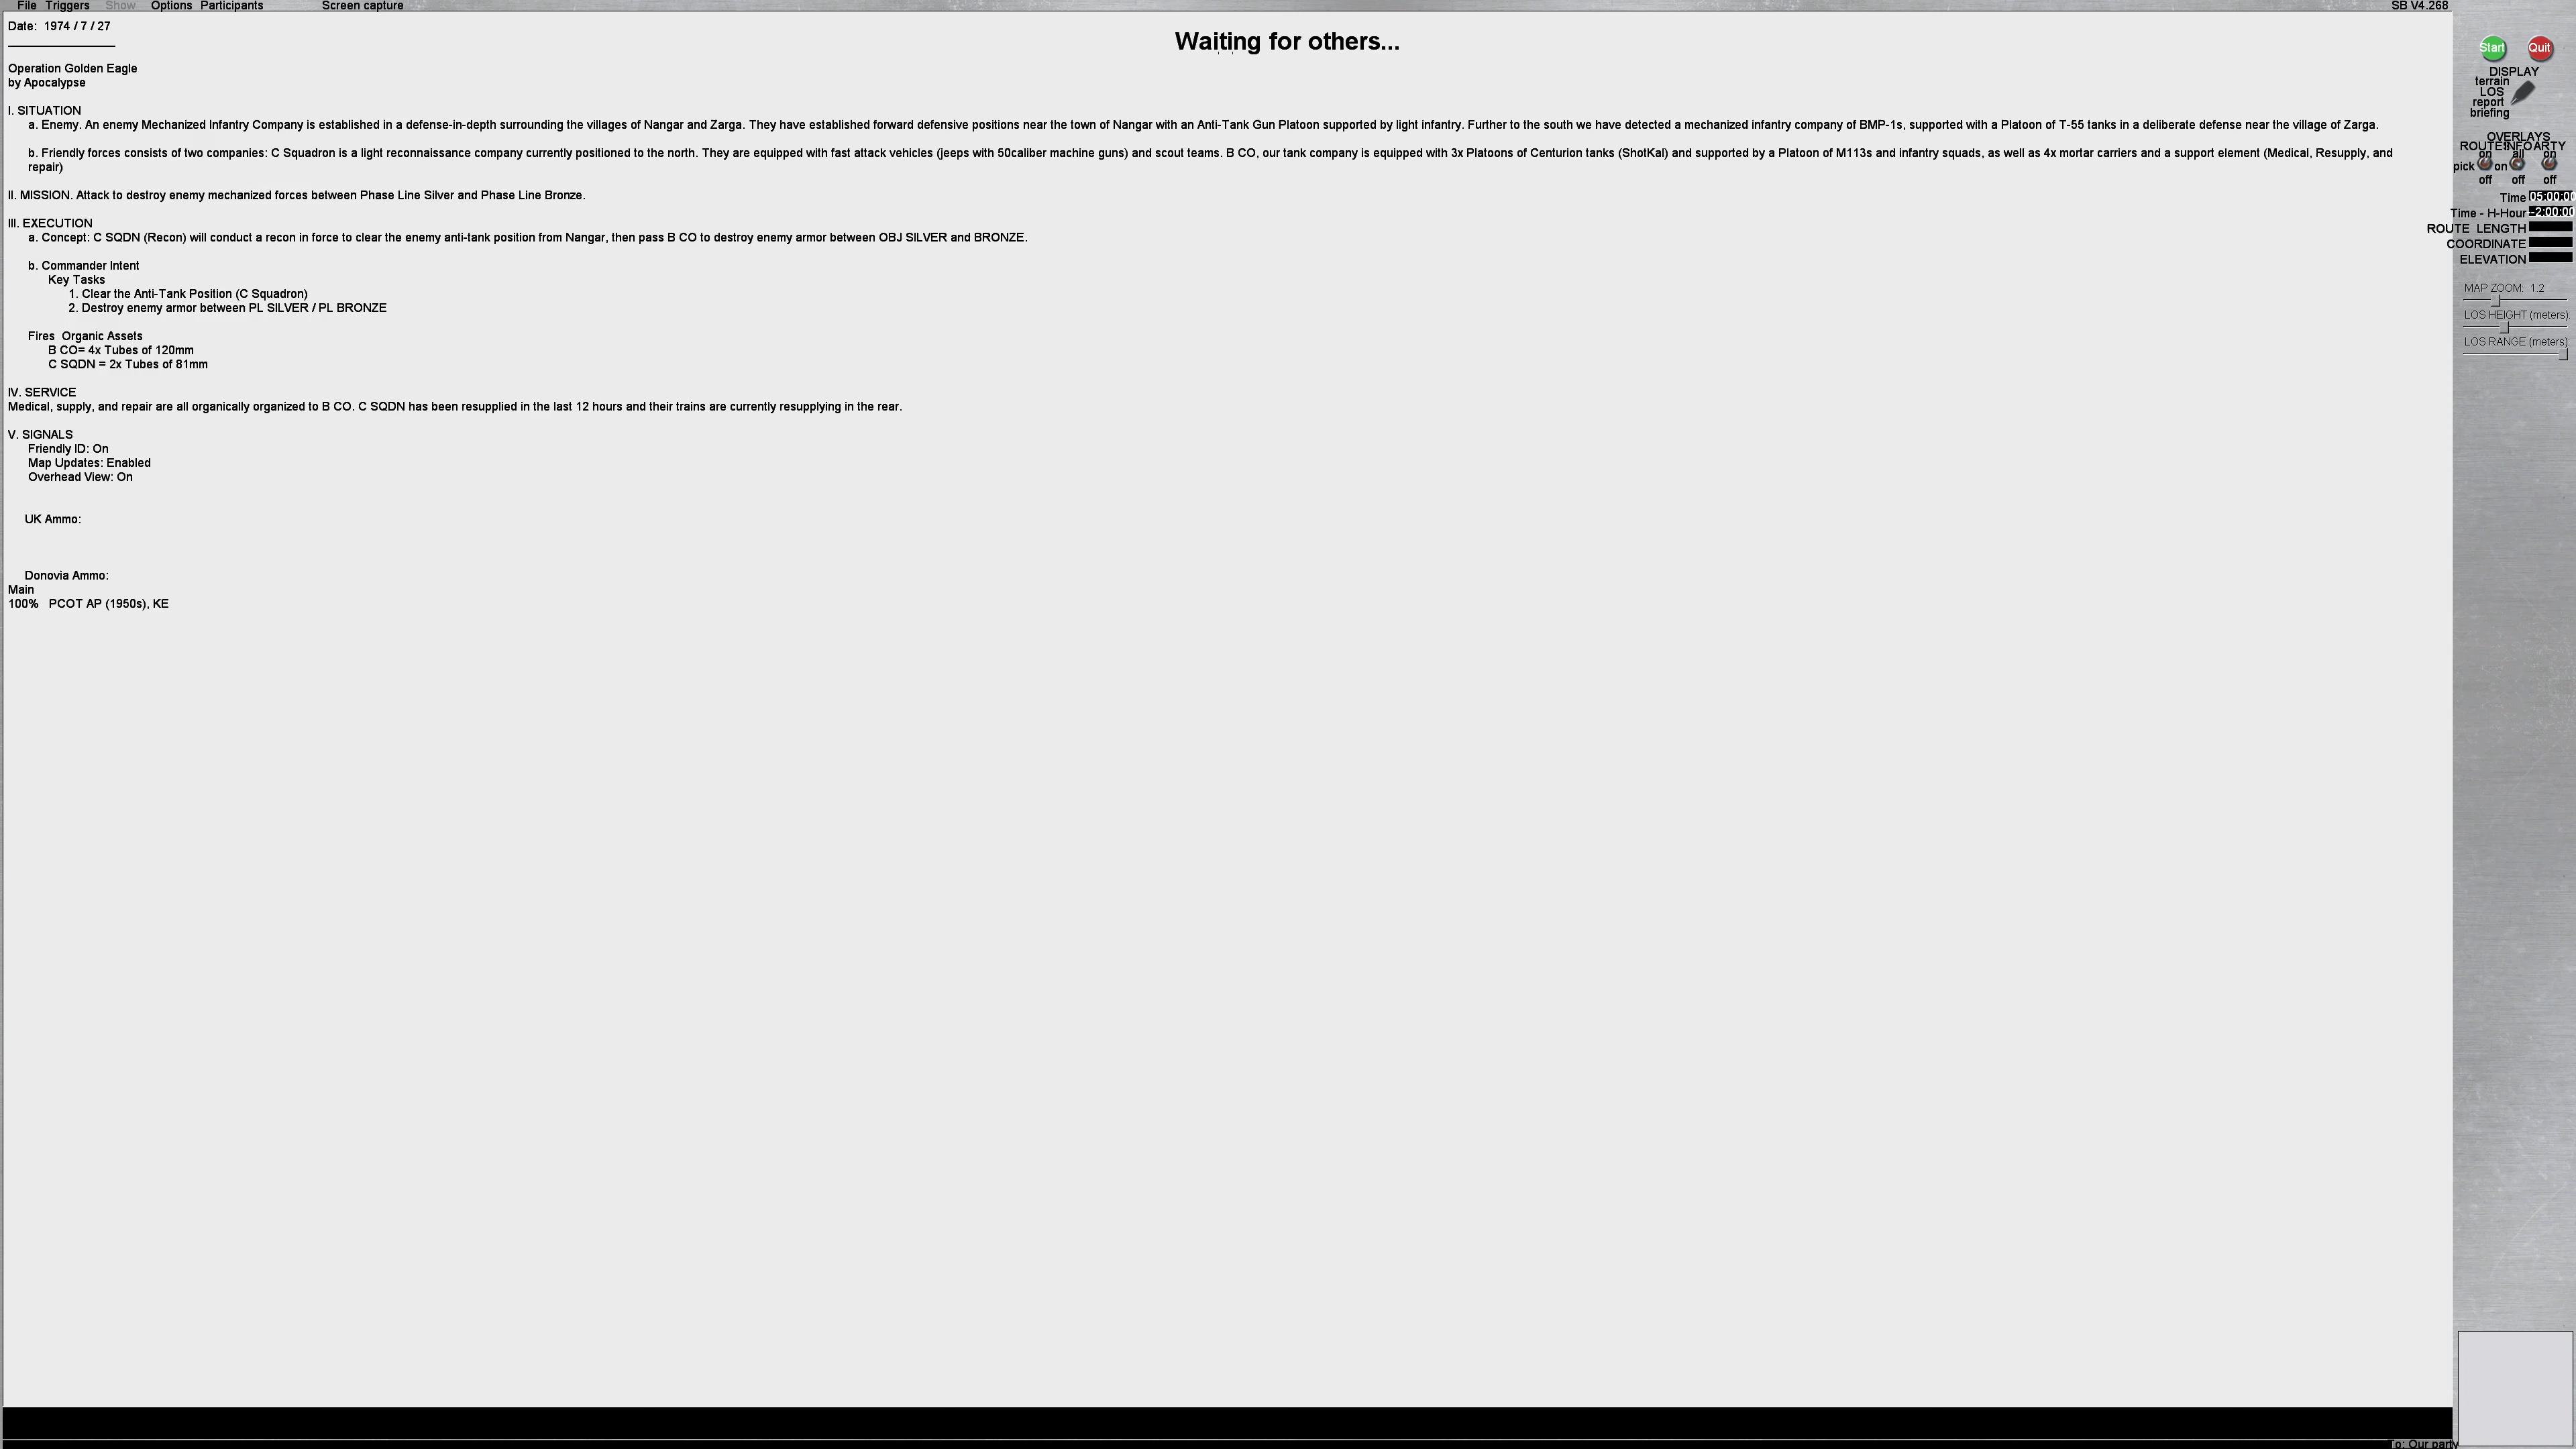 File Triggers Show Options Participants Screen capture SB V4.268
Date: 1974 / 7 / 27
Waiting for others...
Operation Golden Eagle
by Apocalypse
I. SITUATION
a. Enemy. An enemy Mechanized Infantry Company is established in a defense-in-depth surrounding the villages of Nangar and Zarga. They have established forward defensive positions near the town of Nangar with an Anti-Tank Gun Platoon supported by light infantry. Further to the south we have detected a mechanized infantry company of BMP-1s, supported with a Platoon of T-55 tanks in a deliberate defense near the village of Zarga.
b. Friendly forces consists of two companies: C Squadron is a light reconnaissance company currently positioned to the north. They are equipped with fast attack vehicles (jeeps with 50caliber machine guns) and scout teams. B CO, our tank company is equipped with 3x Platoons of Centurion tanks (ShotKal) and supported by a Platoon of M113s and infantry squads, as well as 4x mortar carriers and a support element (Medical, Resupply, and
repair)
II. MISSION. Attack to destroy enemy mechanized forces between Phase Line Silver and Phase Line Bronze.
III. EXECUTION
a. Concept: C SQDN (Recon) will conduct a recon in force to clear the enemy anti-tank position from Nangar, then pass B CO to destroy enemy armor between OBJ SILVER and BRONZE.
b. Commander Intent
Key Tasks
1. Clear the Anti-Tank Position (C Squadron)
2. Destroy enemy armor between PL SILVER / PL BRONZE
Fires Organic Assets
B CO= 4x Tubes of 120mm
C SQDN = 2x Tubes of 81mm
IV. SERVICE
Medical, supply, and repair are all organically organized to B CO. C SQDN has been resupplied in the last 12 hours and their trains are currently resupplying in the rear.
V. SIGNALS
Friendly ID: On
Map Updates: Enabled
Overhead View: On
UK Ammo:
Donovia Ammo:
Main
100% PCOT AP (1950s), KE
Start Quit
DISPLAY
terrain
LOS
report
briefing
OVERLAYS
ROUTES INFO ARTY
on all on
pick on
off off off
Time 05:00:00
Time - H-Hour -2:00:00
ROUTE LENGTH
COORDINATE
ELEVATION
MAP ZOOM: 1.2
LOS HEIGHT (meters):
LOS RANGE (meters):
To: Our party